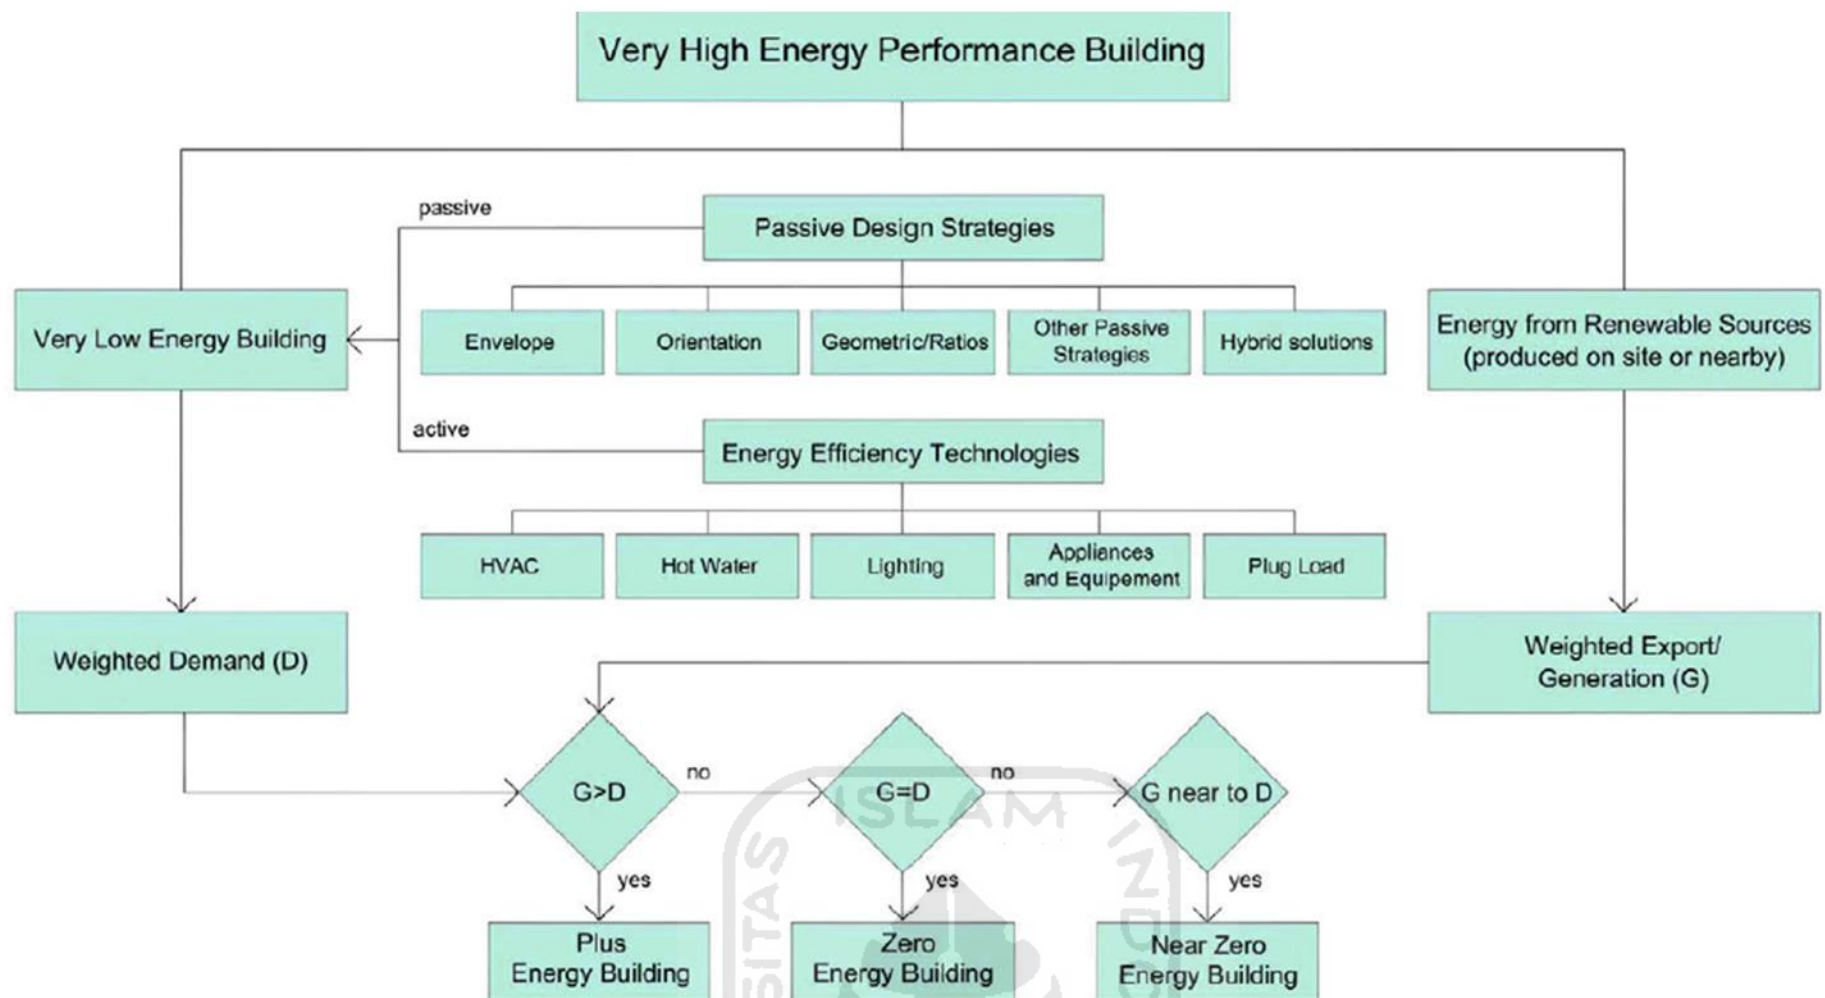 Very High Energy Performance Building
passive
Passive Design Strategies
Very Low Energy Building
Envelope
Orientation
Geometric/Ratios
Other Passive
Strategies
Hybrid solutions
Energy from Renewable Sources
(produced on site or nearby)
active
Energy Efficiency Technologies
HVAC
Hot Water
Lighting
Appliances
and Equipement
Plug Load
Weighted Demand (D)
Weighted Export/
Generation (G)
G>D
no
G=D
no
G near to D
yes
yes
yes
Plus
Energy Building
Zero
Energy Building
Near Zero
Energy Building
SITAS
ISLAM
INDO